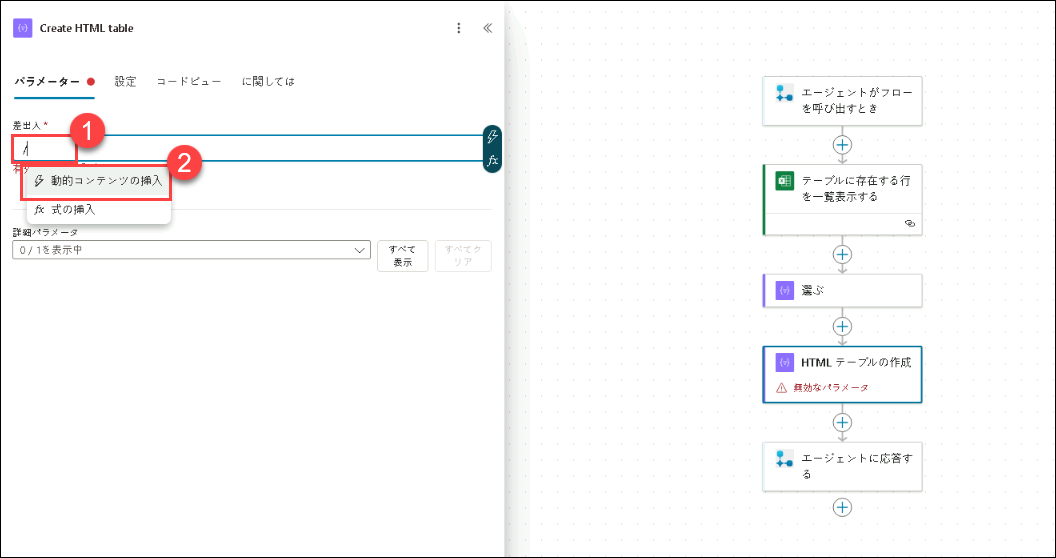 Create HTML table
パラメーター
設定
コードビュー
に関しては
差出入*
1
/
2
動的コンテンツの挿入
fx 式の挿入
fx
詳細パラメータ
0 / 1を表示中
すべて
表示
すべてク
リア
エージェントがフロー
を呼び出すとき
テーブルに存在する行
を一覧表示する
選ぶ
HTML テーブルの作成
無効なパラメータ
エージェントに応答す
る